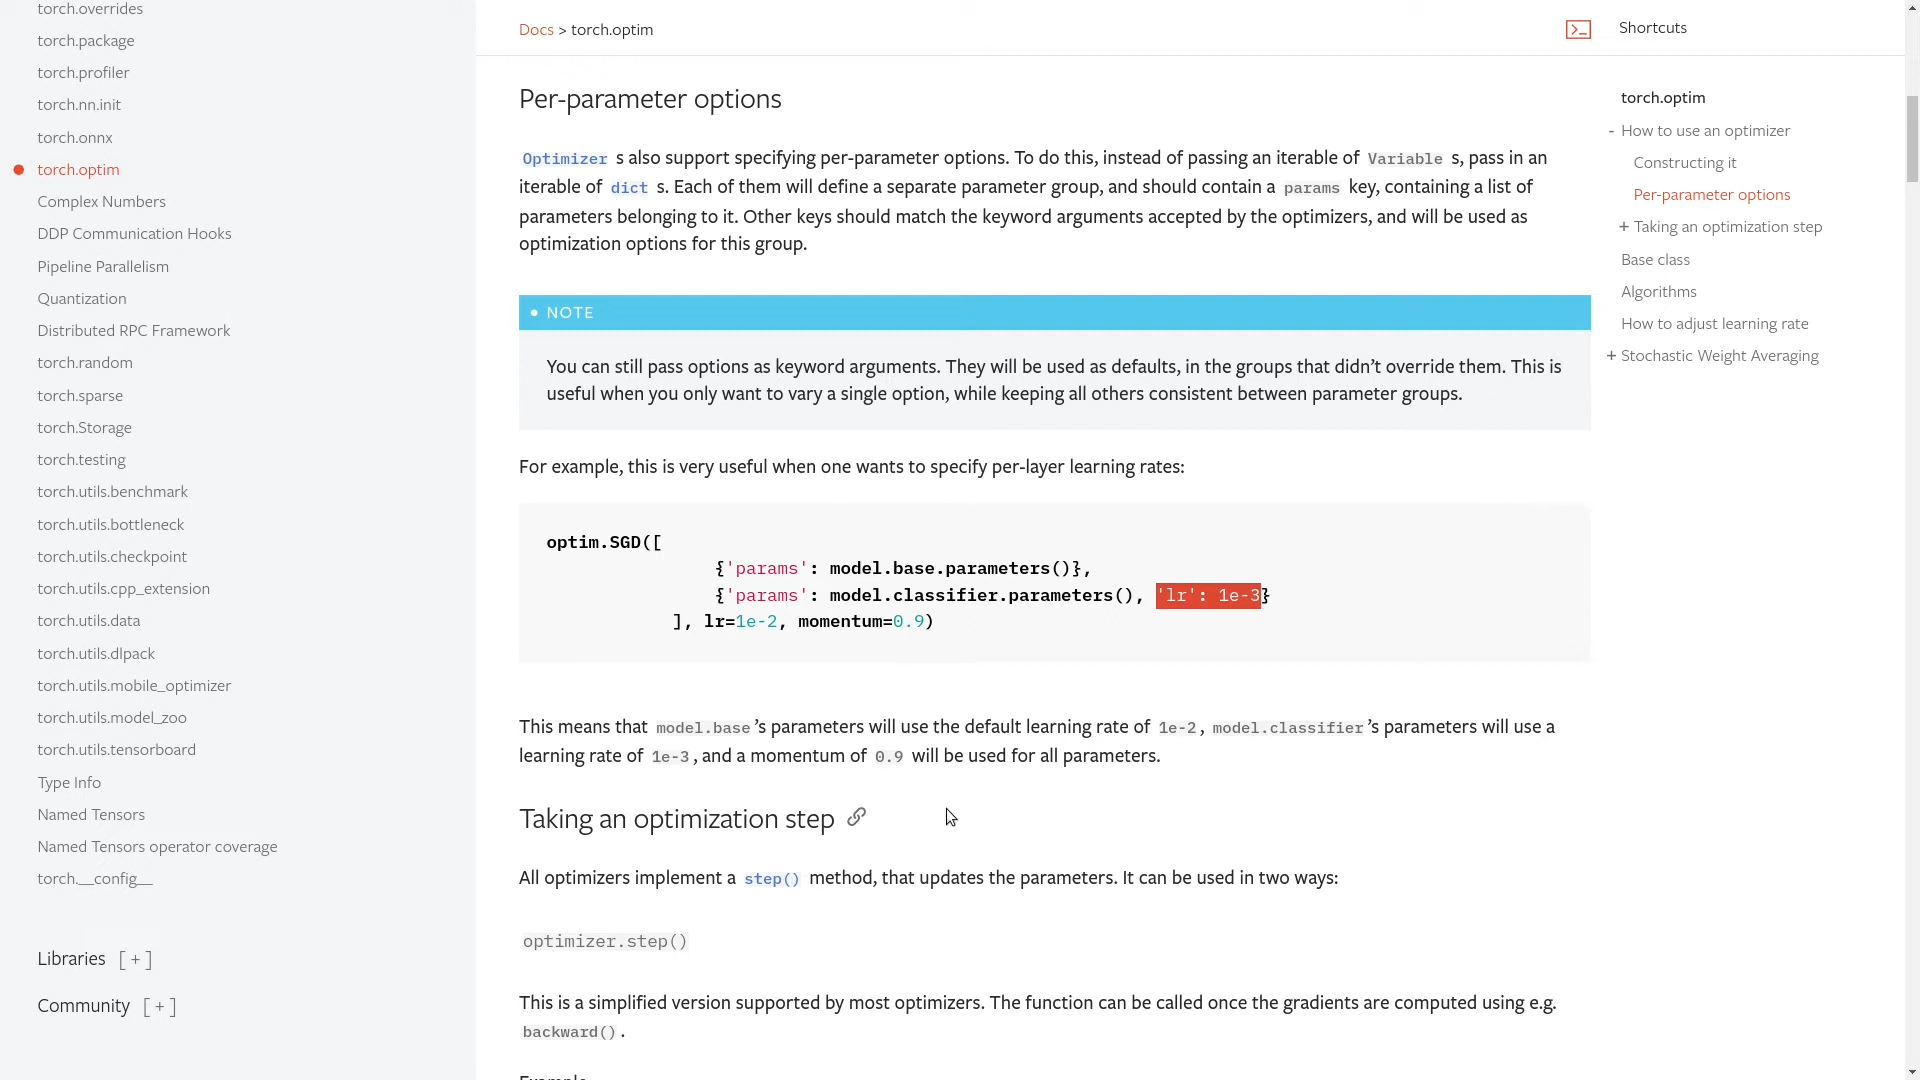 torch.overrides
torch.package
torch.profiler
torch.nn.init
torch.onnx
torch.optim
Complex Numbers
DDP Communication Hooks
Pipeline Parallelism
Quantization
Distributed RPC Framework
torch.random
torch.sparse
torch.Storage
torch.testing
torch.utils.benchmark
torch.utils.bottleneck
torch.utils.checkpoint
torch.utils.cpp_extension
torch.utils.data
torch.utils.dlpack
torch.utils.mobile_optimizer
torch.utils.model_zoo
torch.utils.tensorboard
Type Info
Named Tensors
Named Tensors operator coverage
torch.__config__
Libraries [ + ]
Community [ + ]
Docs > torch.optim
Shortcuts
Per-parameter options
Optimizer s also support specifying per-parameter options. To do this, instead of passing an iterable of Variable s, pass in an
iterable of dict s. Each of them will define a separate parameter group, and should contain a params key, containing a list of
parameters belonging to it. Other keys should match the keyword arguments accepted by the optimizers, and will be used as
optimization options for this group.
• NOTE
You can still pass options as keyword arguments. They will be used as defaults, in the groups that didn’t override them. This is
useful when you only want to vary a single option, while keeping all others consistent between parameter groups.
For example, this is very useful when one wants to specify per-layer learning rates:
optim.SGD([
{'params': model.base.parameters()},
{'params': model.classifier.parameters(), 'lr': 1e-3}
], lr=1e-2, momentum=0.9)
This means that model.base ’s parameters will use the default learning rate of 1e-2 , model.classifier ’s parameters will use a
learning rate of 1e-3 , and a momentum of 0.9 will be used for all parameters.
Taking an optimization step
All optimizers implement a step() method, that updates the parameters. It can be used in two ways:
optimizer.step()
This is a simplified version supported by most optimizers. The function can be called once the gradients are computed using e.g.
backward() .
Example
torch.optim
- How to use an optimizer
Constructing it
Per-parameter options
+ Taking an optimization step
Base class
Algorithms
How to adjust learning rate
+ Stochastic Weight Averaging